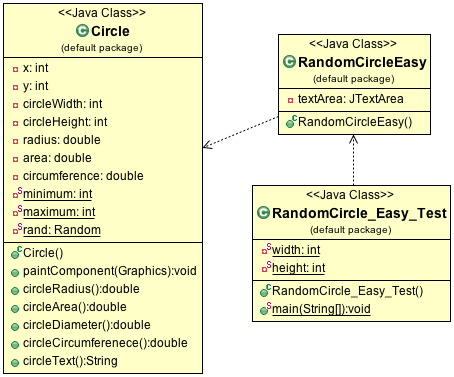 <<Java Class>>
Circle
(default package)
x: int
y: int
circleWidth: int
circleHeight: int
radius: double
area: double
circumference: double
S minimum: int
S maximum: int
S rand: Random
C Circle()
paintComponent(Graphics):void
circleRadius():double
circleArea():double
circleDiameter():double
circleCircumferenece():double
circleText():String
<<Java Class>>
RandomCircleEasy
(default package)
textArea: JTextArea
C RandomCircleEasy()
<<Java Class>>
RandomCircle_Easy_Test
(default package)
S width: int
S height: int
C RandomCircle_Easy_Test()
S main(String[]):void